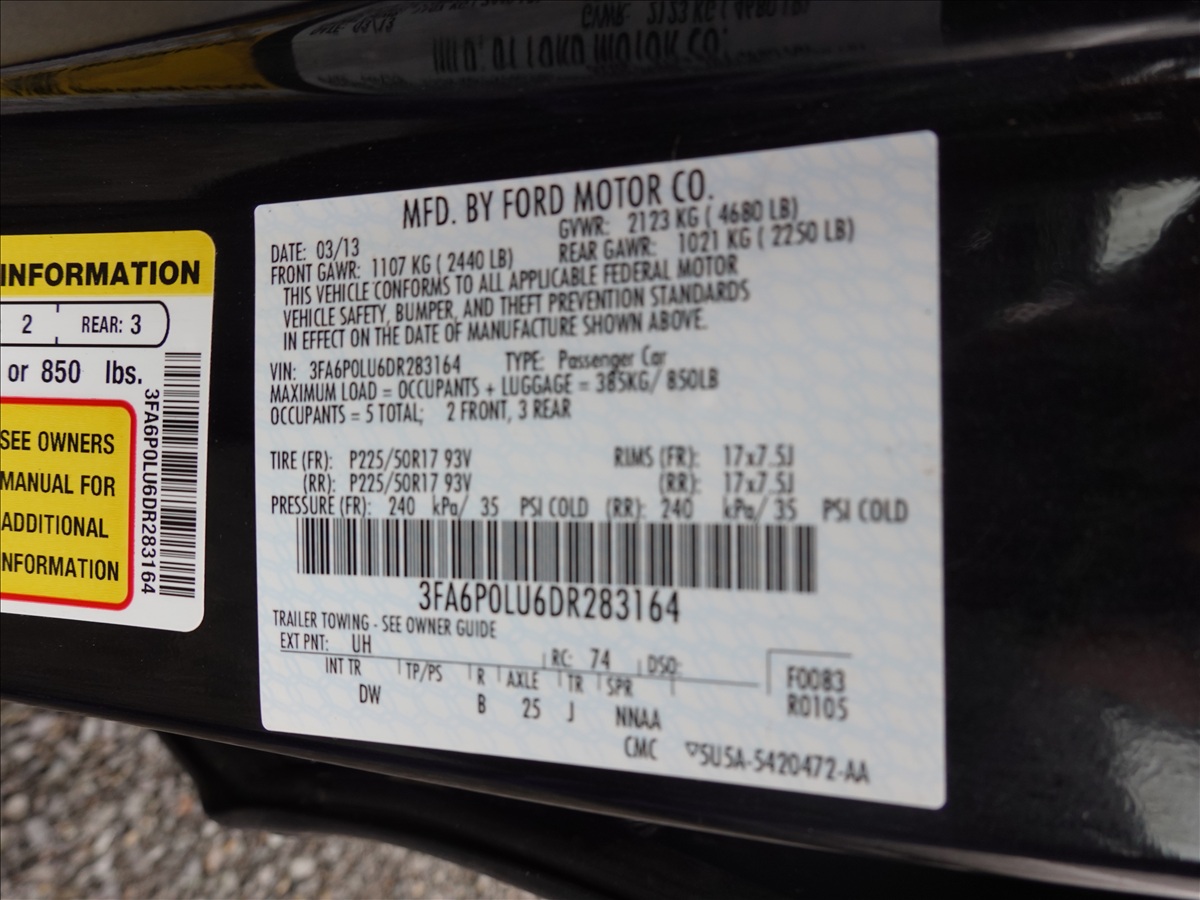 MFD. BY FORD MOTOR CO.
DATE: 03/13 GVWR: 2123 KG ( 4680 LB)
FRONT GAWR: 1107 KG ( 2440 LB) REAR GAWR: 1021 KG ( 2250 LB)
THIS VEHICLE CONFORMS TO ALL APPLICABLE FEDERAL MOTOR
VEHICLE SAFETY, BUMPER, AND THEFT PREVENTION STANDARDS
IN EFFECT ON THE DATE OF MANUFACTURE SHOWN ABOVE.
VIN: 3FA6P0LU6DR283164 TYPE: Passenger Car
MAXIMUM LOAD = OCCUPANTS + LUGGAGE = 385KG/ 850LB
OCCUPANTS = 5 TOTAL; 2 FRONT, 3 REAR
TIRE (FR): P225/50R17 93V RIMS (FR): 17x7.5J
(RR): P225/50R17 93V (RR): 17x7.5J
PRESSURE (FR): 240 kPa/ 35 PSI COLD (RR): 240 kPa/ 35 PSI COLD
3FA6P0LU6DR283164
TRAILER TOWING - SEE OWNER GUIDE
EXT PNT: UH RC: 74 DSO:
INT TR TP/PS R AXLE TR SPR F0083
DW B 25 J NNAA R0105
CMC ▽5U5A-5420472-AA
INFORMATION
2 REAR: 3
or 850 lbs.
SEE OWNERS
MANUAL FOR
ADDITIONAL
INFORMATION
3FA6P0LU6DR283164